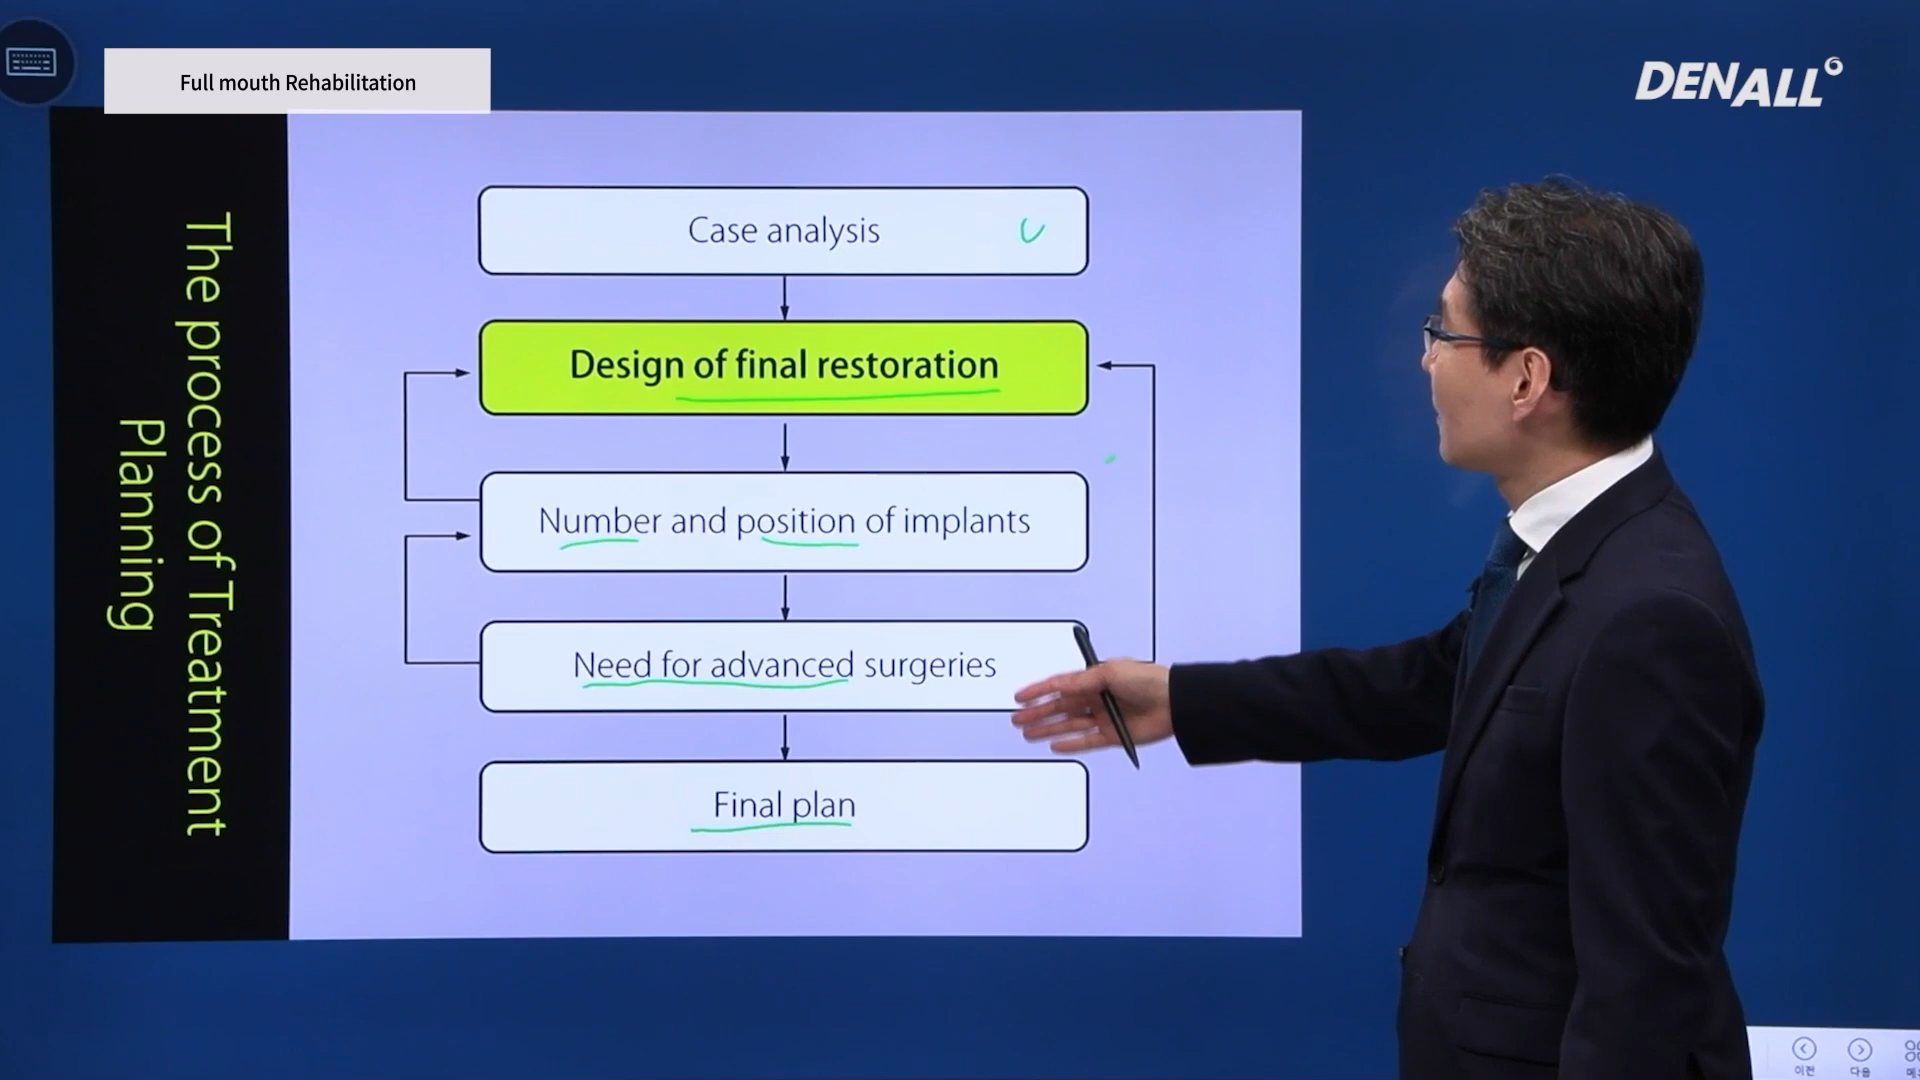 Full mouth Rehabilitation
DENALL
The process of Treatment
Planning
Case analysis
Design of final restoration
Number and position of implants
Need for advanced surgeries
Final plan
이전
다음